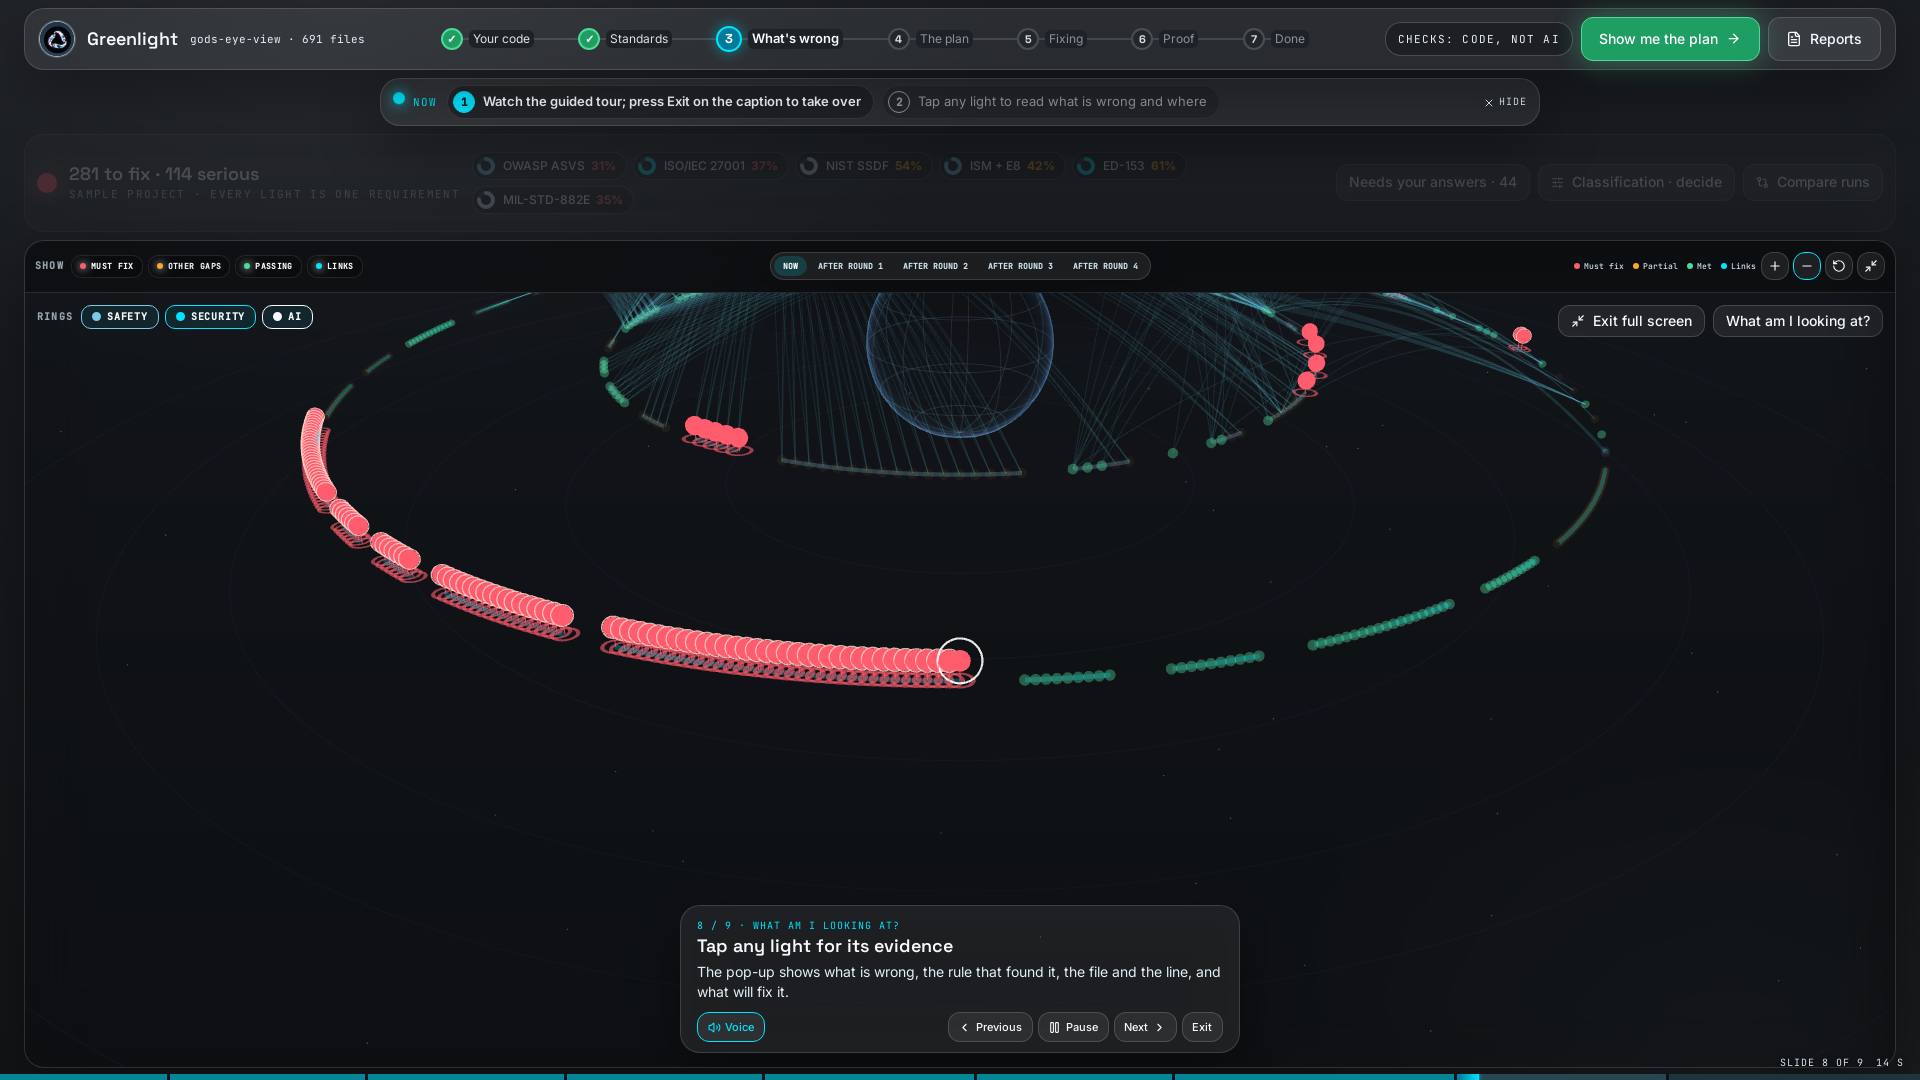 Greenlight gods-eye-view · 691 files
✓ Your code ✓ Standards 3 What's wrong 4 The plan 5 Fixing 6 Proof 7 Done
CHECKS: CODE, NOT AI Show me the plan → Reports
NOW 1 Watch the guided tour; press Exit on the caption to take over 2 Tap any light to read what is wrong and where × HIDE
281 to fix · 114 serious
SAMPLE PROJECT · EVERY LIGHT IS ONE REQUIREMENT
OWASP ASVS 31% ISO/IEC 27001 37% NIST SSDF 54% ISM + E8 42% ED-153 61%
MIL-STD-882E 35%
Needs your answers · 44 Classification · decide Compare runs
SHOW MUST FIX OTHER GAPS PASSING LINKS
NOW AFTER ROUND 1 AFTER ROUND 2 AFTER ROUND 3 AFTER ROUND 4
Must fix Partial Met Links
RINGS SAFETY SECURITY AI
Exit full screen What am I looking at?
8 / 9 · WHAT AM I LOOKING AT?
Tap any light for its evidence
The pop-up shows what is wrong, the rule that found it, the file and the line, and
what will fix it.
Voice Previous Pause Next Exit
SLIDE 8 OF 9 14 S